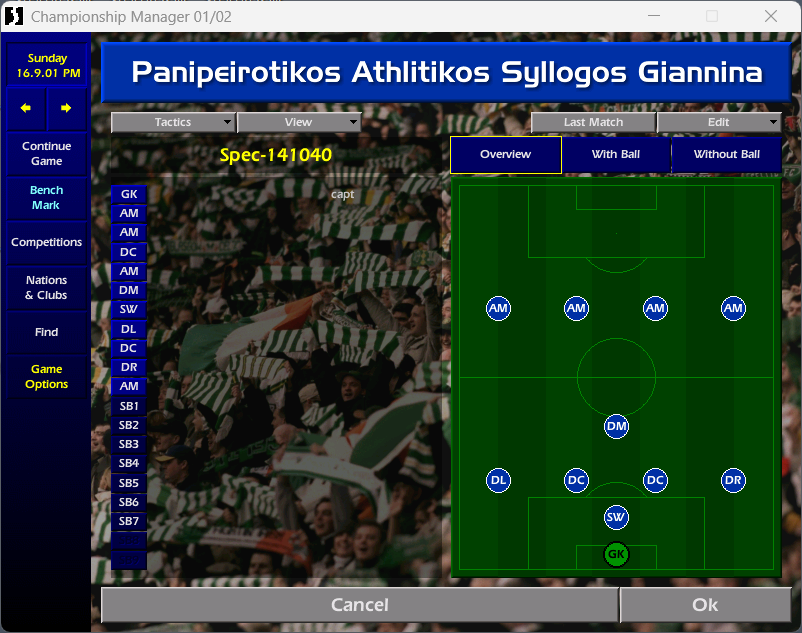 Championship Manager 01/02
Sunday
16.9.01 PM
Continue
Game
Bench
Mark
Competitions
Nations
& Clubs
Find
Game
Options
Panipeirotikos Athlitikos Syllogos Giannina
Tactics
View
Last Match
Edit
Spec-141040
Overview
With Ball
Without Ball
GK capt
AM
AM
DC
AM
DM
SW
DL
DC
DR
AM
SB1
SB2
SB3
SB4
SB5
SB6
SB7
AM AM AM AM
DM
DL DC DC DR
SW
GK
Cancel
Ok